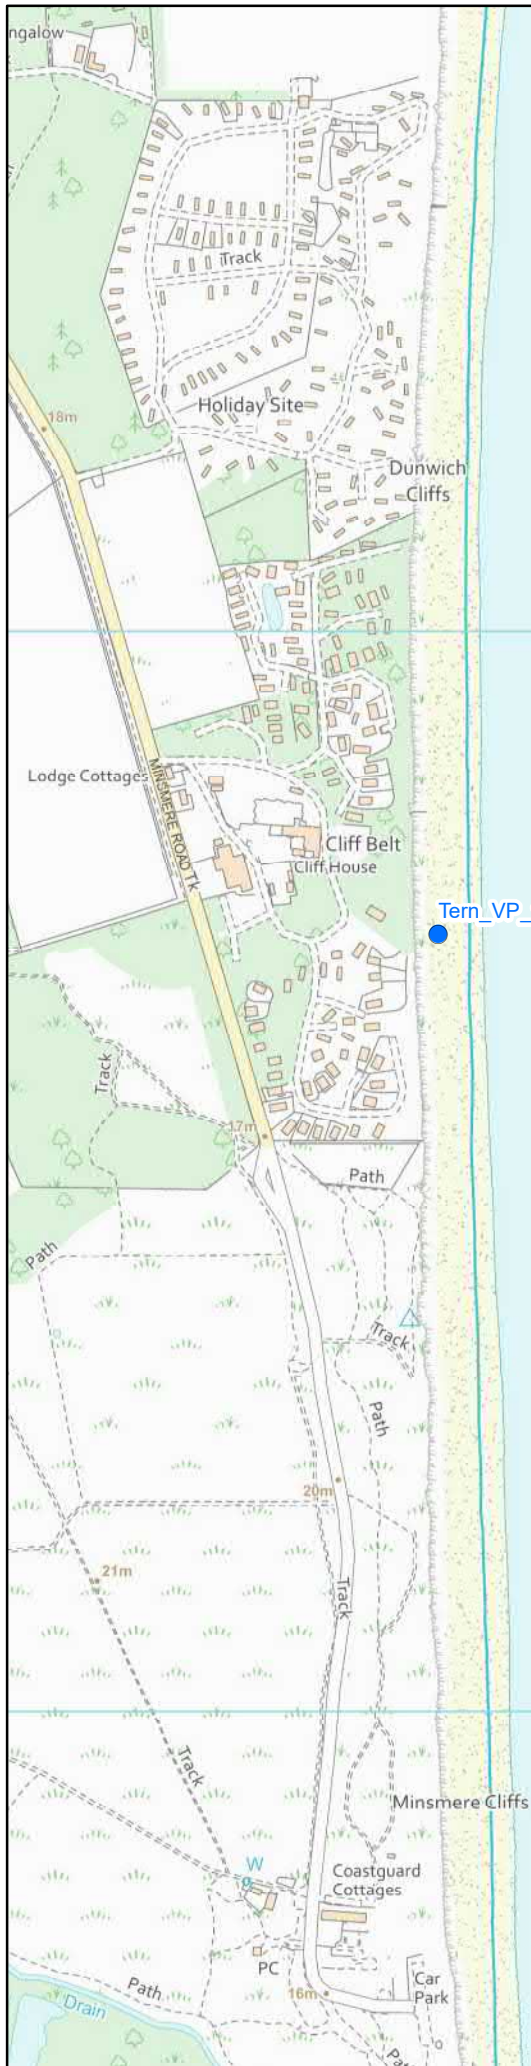 ngalow
Track
18m
Holiday Site
Dunwich
Cliffs
Lodge Cottages
MINSMERE ROAD TK
Cliff Belt
Cliff House
Tern_VP_
Track
17m
Path
Path
Track
Path
20m
21m
Track
Track
Minsmere Cliffs
W
Coastguard
Cottages
PC
Car
Park
Path
16m
Drain
Path